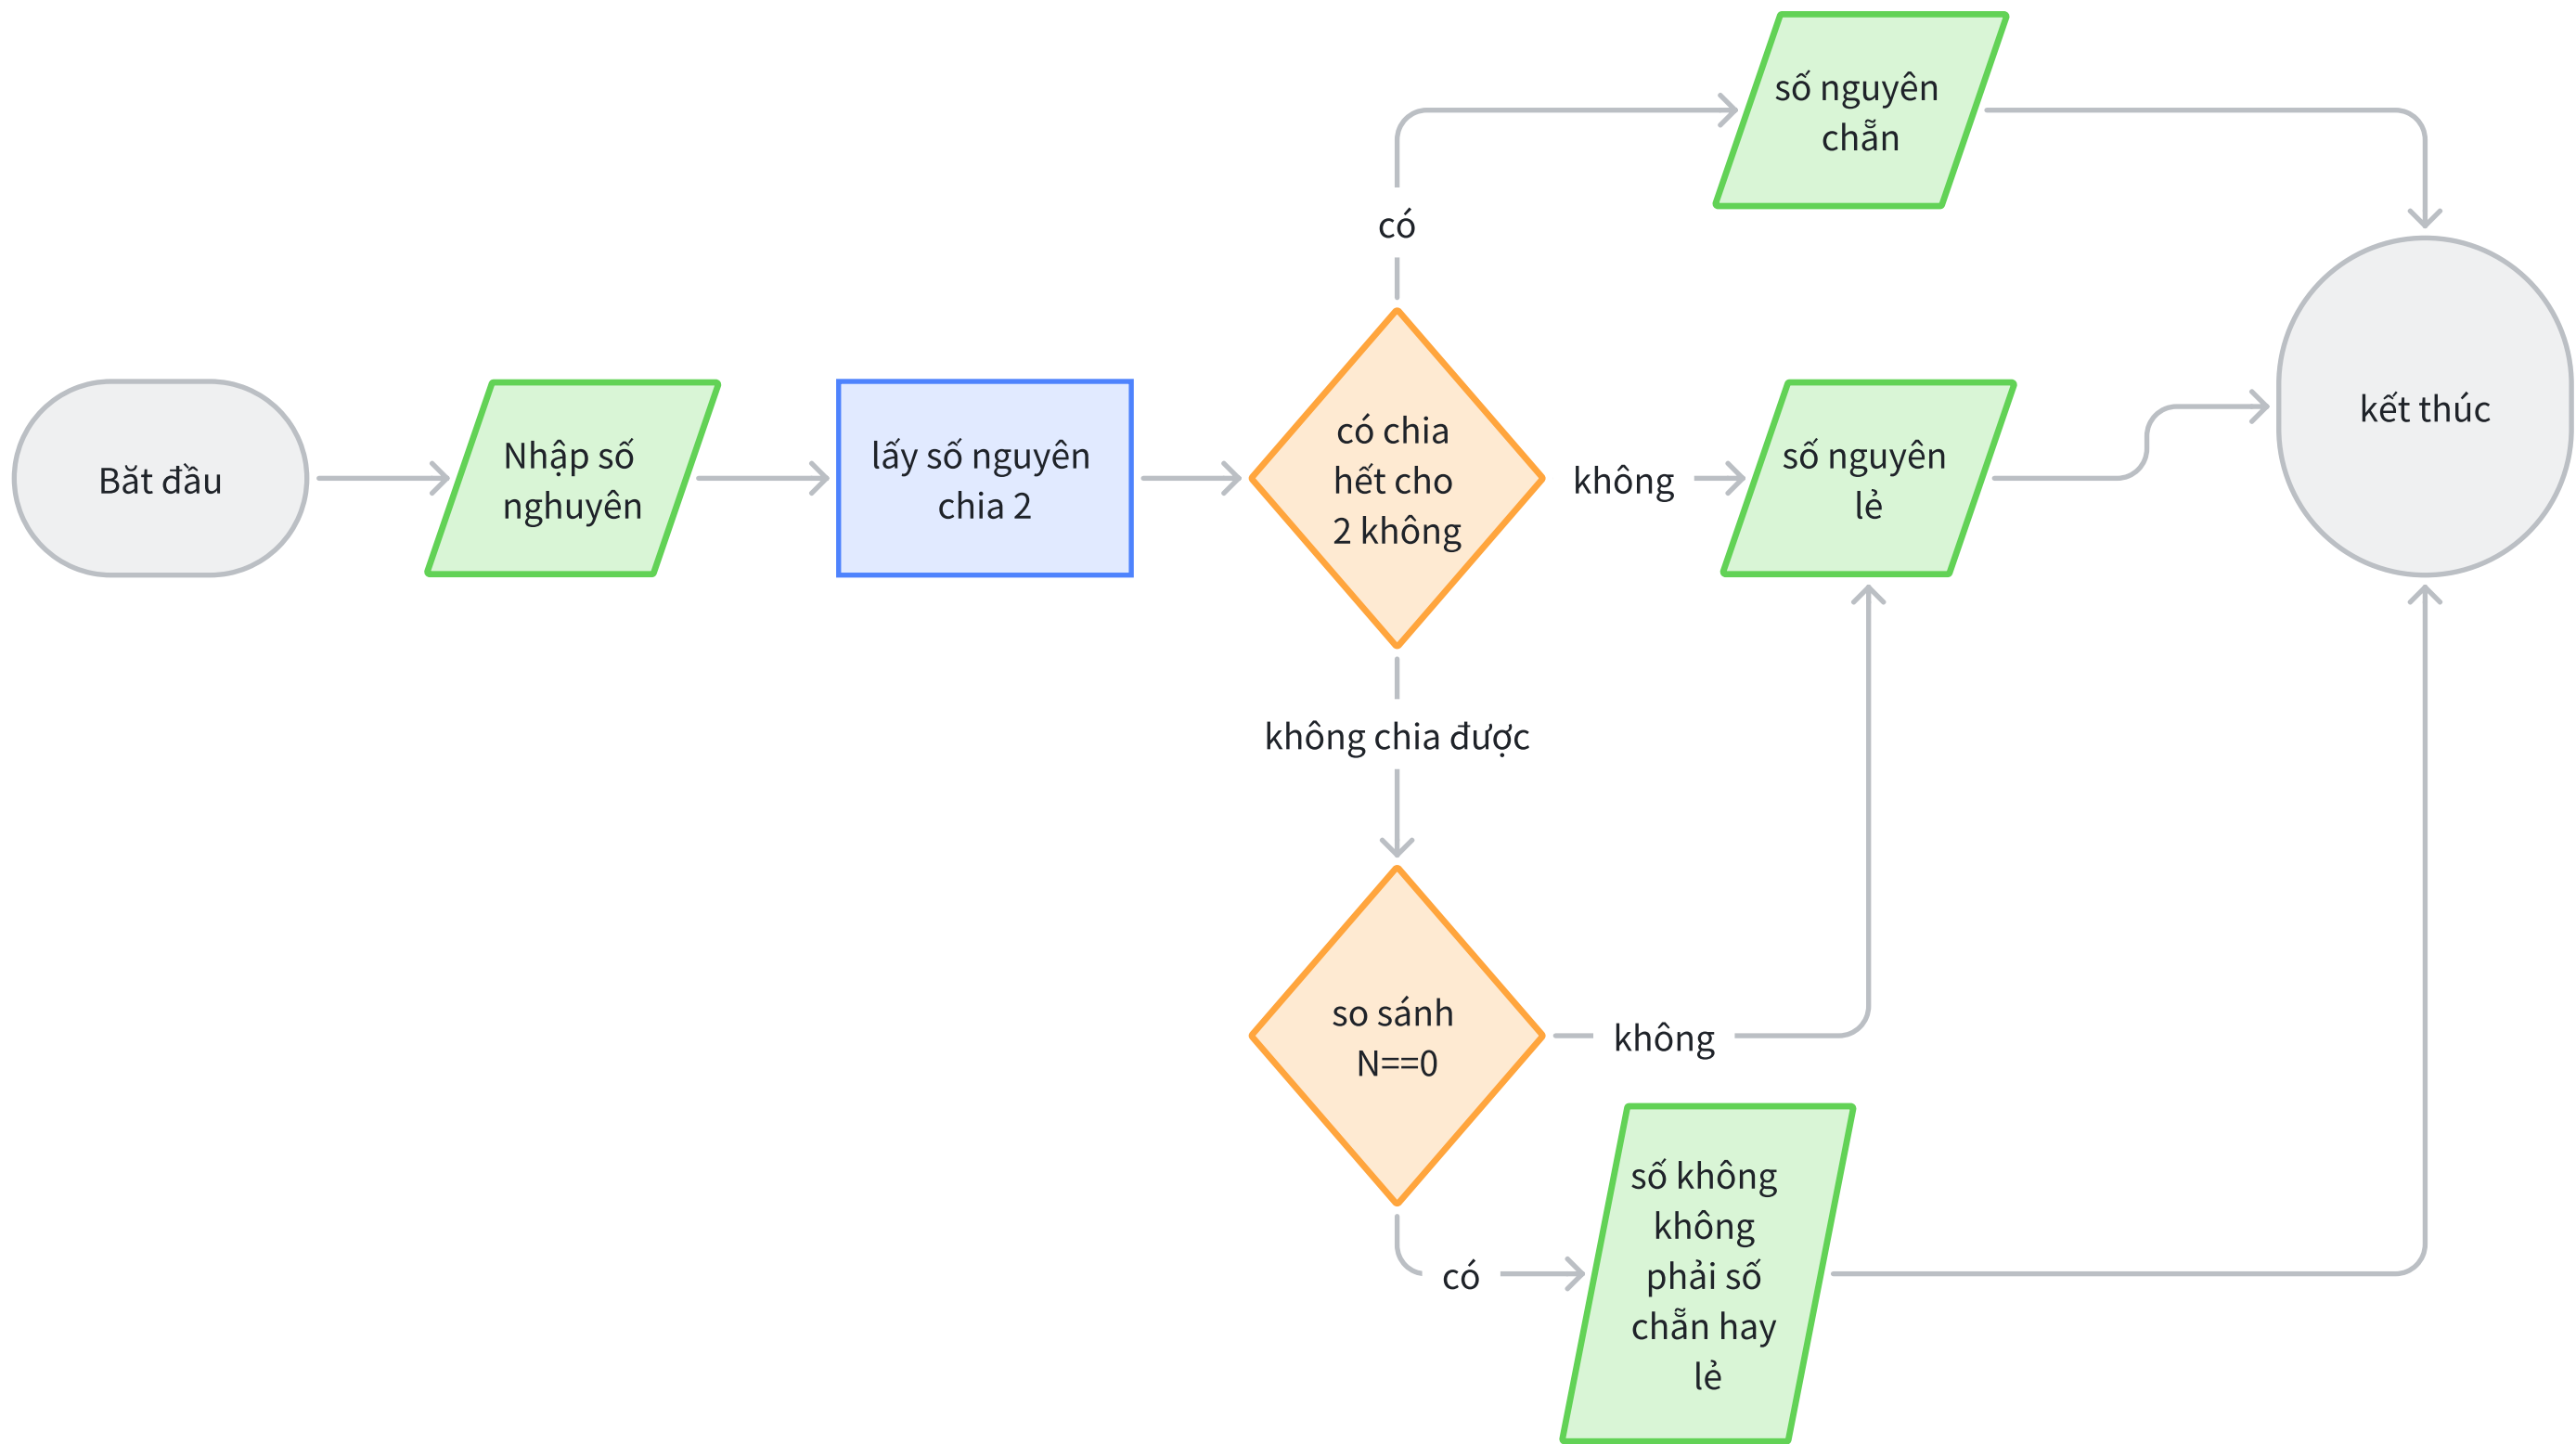 số nguyên
chẵn
có
Băt đầu
Nhập số
nghuyên
lấy số nguyên
chia 2
có chia
hết cho
2 không
không
số nguyên
lẻ
kết thúc
không chia được
so sánh
N==0
không
có
số không
không
phải số
chẵn hay
lẻ